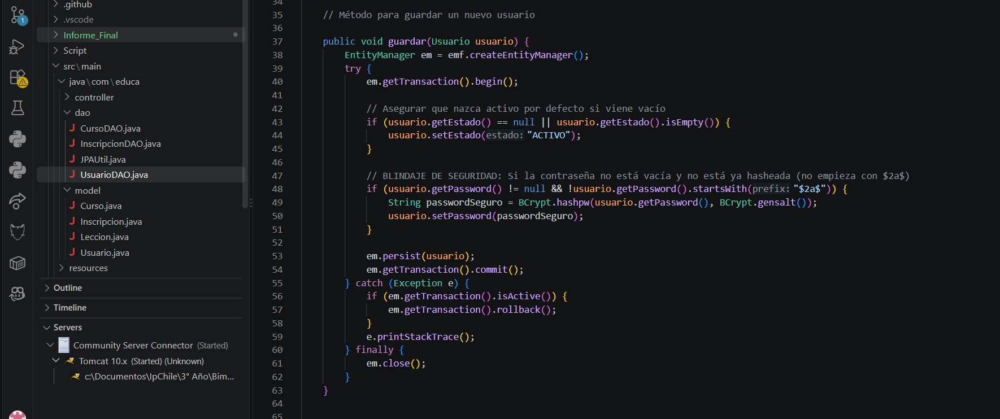 .github
.vscode
Informe_Final
Script
src\main
java\com\educa
controller
dao
CursoDAO.java
InscripcionDAO.java
JPAUtil.java
UsuarioDAO.java
model
Curso.java
Inscripcion.java
Leccion.java
Usuario.java
resources
Outline
Timeline
Servers
Community Server Connector (Started)
Tomcat 10.x (Started) (Unknown)
c:\Documentos\IpChile\3° Año\Bim...
1
34
35 // Método para guardar un nuevo usuario
36
37 public void guardar(Usuario usuario) {
38 EntityManager em = emf.createEntityManager();
39 try {
40 em.getTransaction().begin();
41
42 // Asegurar que nazca activo por defecto si viene vacío
43 if (usuario.getEstado() == null || usuario.getEstado().isEmpty()) {
44 usuario.setEstado(estado: "ACTIVO");
45 }
46
47 // BLINDAJE DE SEGURIDAD: Si la contraseña no está vacía y no está ya hasheada (no empieza con $2a$)
48 if (usuario.getPassword() != null && !usuario.getPassword().startsWith(prefix: "$2a$")) {
49 String passwordSeguro = BCrypt.hashpw(usuario.getPassword(), BCrypt.gensalt());
50 usuario.setPassword(passwordSeguro);
51 }
52
53 em.persist(usuario);
54 em.getTransaction().commit();
55 } catch (Exception e) {
56 if (em.getTransaction().isActive()) {
57 em.getTransaction().rollback();
58 }
59 e.printStackTrace();
60 } finally {
61 em.close();
62 }
63 }
64
65